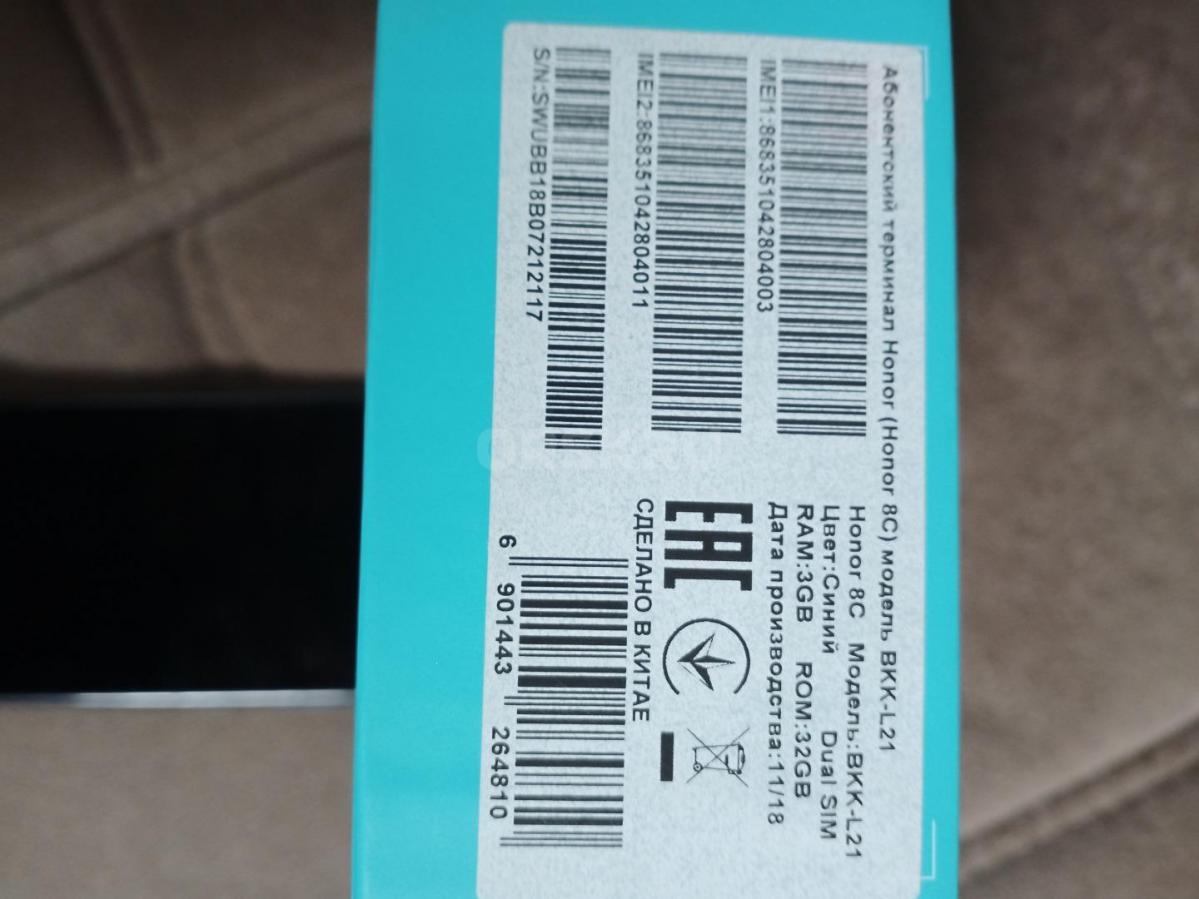 Абонентский терминал Honor (Honor 8C) модель BKK-L21
IMEI1:868351042804003
IMEI2:868351042804011
S/N:SWUBB18B07212117
Honor 8C Модель:BKK-L21
Цвет:Синий Dual SIM
RAM:3GB ROM:32GB
Дата производства:11/18
EAC
СДЕЛАНО В КИТАЕ
6 901443 264810